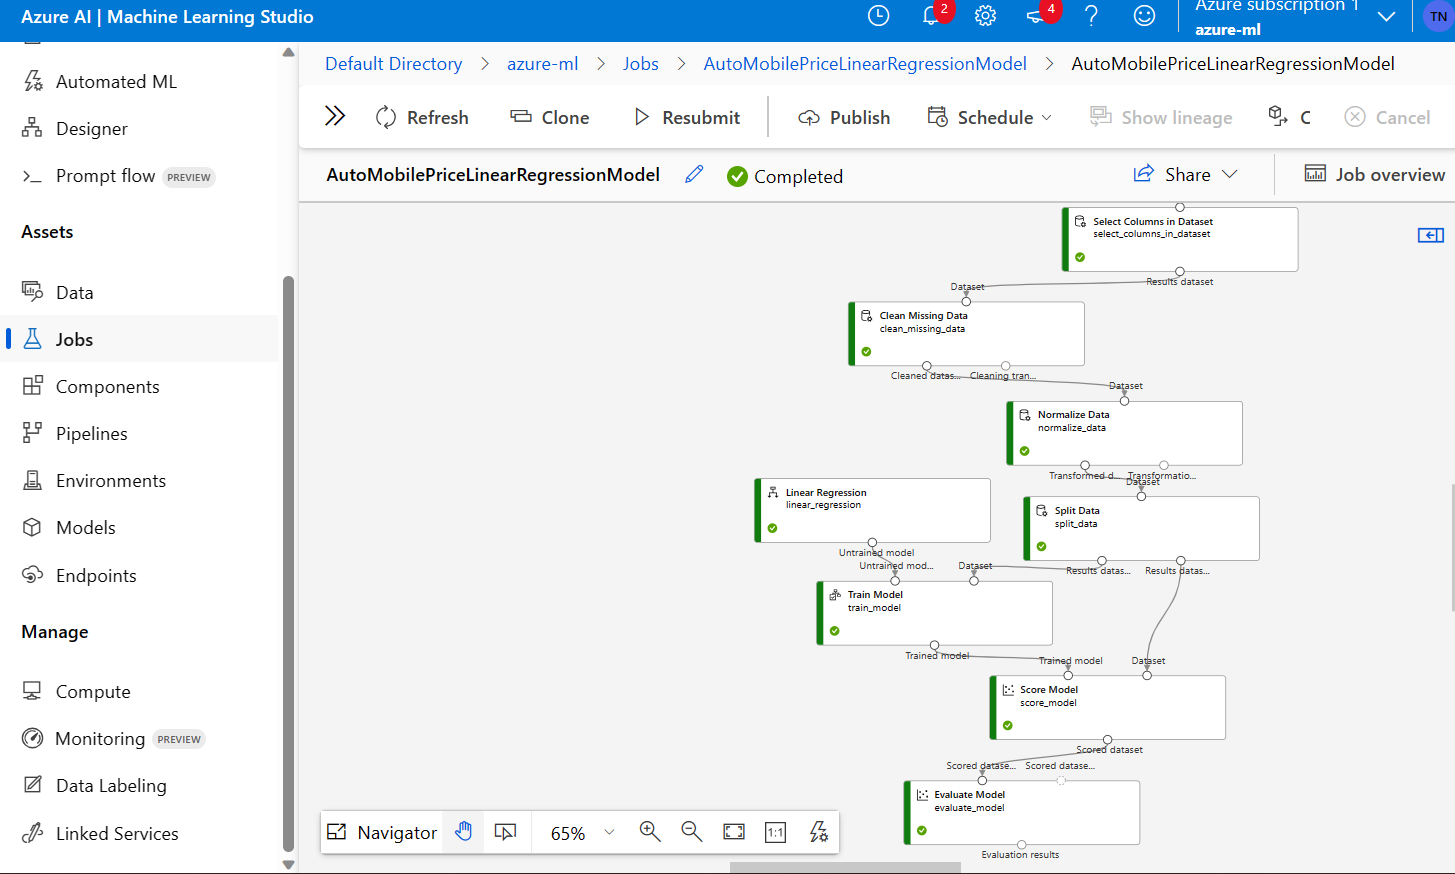 Azure AI | Machine Learning Studio
2
4
Azure subscription 1
azure-ml
TN
Automated ML
Designer
Prompt flow PREVIEW
Assets
Data
Jobs
Components
Pipelines
Environments
Models
Endpoints
Manage
Compute
Monitoring PREVIEW
Data Labeling
Linked Services
Default Directory > azure-ml > Jobs > AutoMobilePriceLinearRegressionModel > AutoMobilePriceLinearRegressionModel
Refresh Clone Resubmit Publish Schedule Show lineage C Cancel
AutoMobilePriceLinearRegressionModel Completed Share Job overview
Select Columns in Dataset
select_columns_in_dataset
Results dataset
Dataset
Clean Missing Data
clean_missing_data
Cleaned datas... Cleaning tran...
Dataset
Normalize Data
normalize_data
Transformed d... Transformatio...
Dataset
Linear Regression
linear_regression
Untrained model
Split Data
split_data
Results datas... Results datas...
Untrained mod... Dataset
Train Model
train_model
Trained model
Trained model Dataset
Score Model
score_model
Scored dataset
Scored datase... Scored datase...
Evaluate Model
evaluate_model
Evaluation results
Navigator 65% 1:1